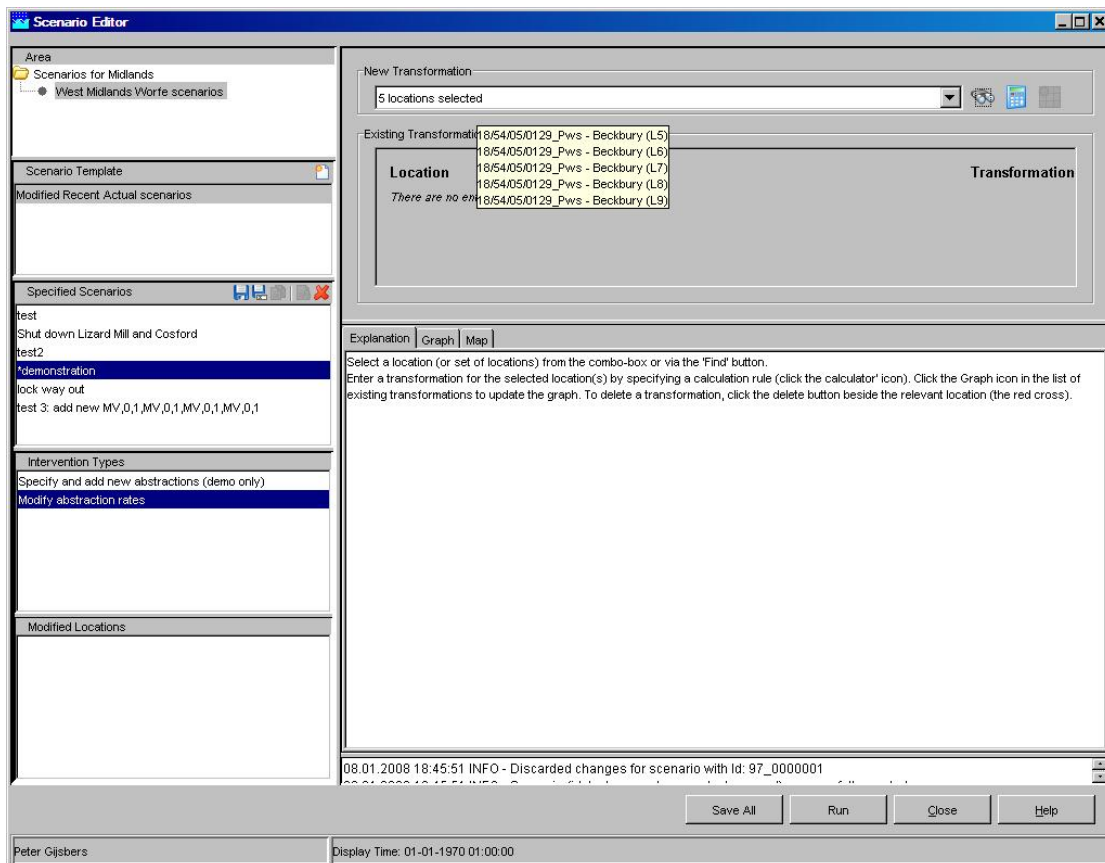 Scenario Editor
Area
Scenarios for Midlands
West Midlands Worfe scenarios
Scenario Template
Modified Recent Actual scenarios
Specified Scenarios
test
Shut down Lizard Mill and Cosford
test2
*demonstration
lock way out
test 3: add new MV,0,1,MV,0,1,MV,0,1,MV,0,1
Intervention Types
Specify and add new abstractions (demo only)
Modify abstraction rates
Modified Locations
New Transformation
5 locations selected
Existing
18/54/05/0129_Pws - Beckbury (L5)
18/54/05/0129_Pws - Beckbury (L6)
18/54/05/0129_Pws - Beckbury (L7)
18/54/05/0129_Pws - Beckbury (L8)
18/54/05/0129_Pws - Beckbury (L9)
Location
Transformation
There are no
Explanation
Graph
Map
Select a location (or set of locations) from the combo-box or via the 'Find' button.
Enter a transformation for the selected location(s) by specifying a calculation rule (click the calculator' icon). Click the Graph icon in the list of
existing transformations to update the graph. To delete a transformation, click the delete button beside the relevant location (the red cross).
08.01.2008 18:45:51 INFO - Discarded changes for scenario with Id: 97_0000001
Save All
Run
Close
Help
Peter Gijsbers
Display Time: 01-01-1970 01:00:00